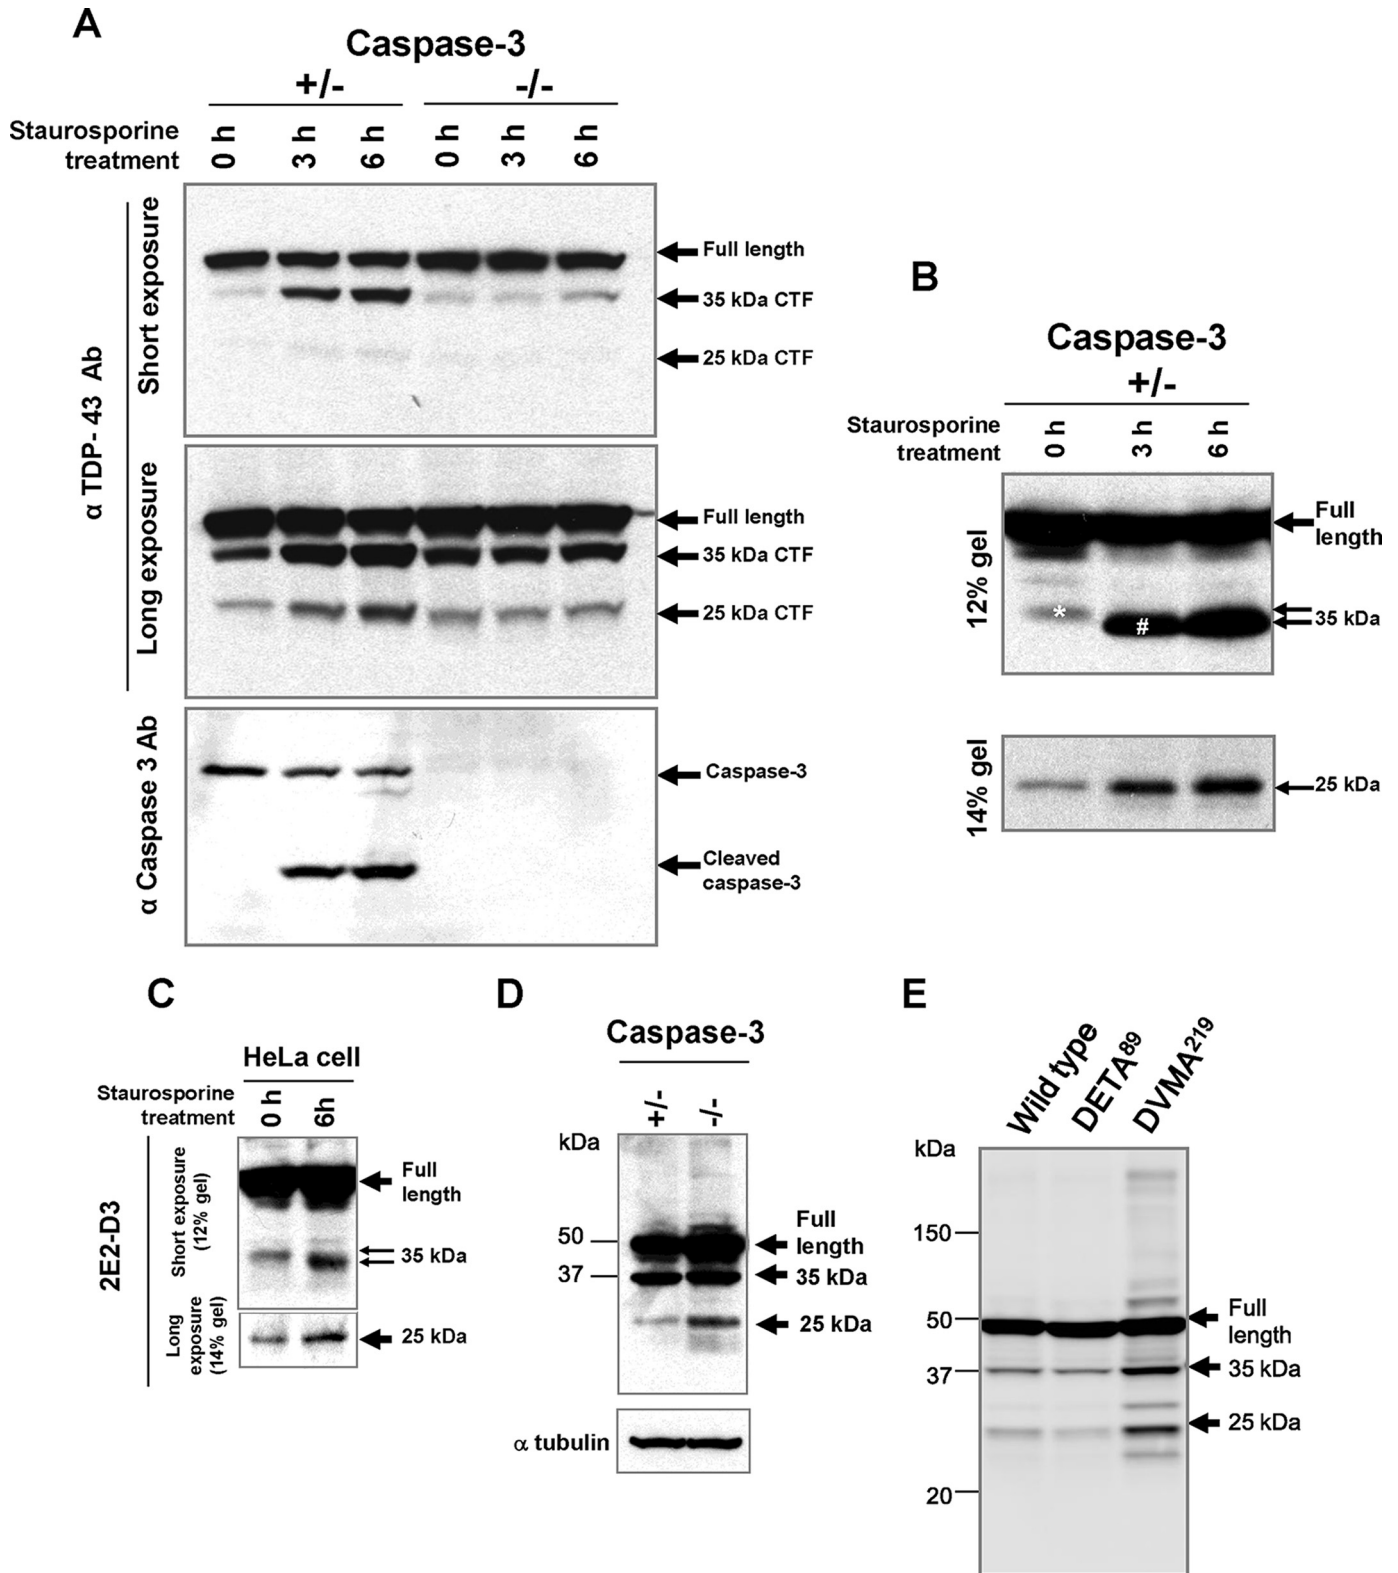 A
Caspase-3
+/-
-/-
Staurosporine
treatment
0 h
3 h
6 h
0 h
3 h
6 h
α TDP- 43 Ab
Short exposure
Full length
35 kDa CTF
25 kDa CTF
Long exposure
Full length
35 kDa CTF
25 kDa CTF
α Caspase 3 Ab
Caspase-3
Cleaved
caspase-3
B
Caspase-3
+/-
Staurosporine
treatment
0 h
3 h
6 h
12% gel
Full
length
*
#
35 kDa
14% gel
25 kDa
C
HeLa cell
Staurosporine
treatment
0 h
6h
2E2-D3
Short exposure
(12% gel)
Full
length
35 kDa
Long
exposure
(14% gel)
25 kDa
D
Caspase-3
+/-
-/-
kDa
50
37
Full
length
35 kDa
25 kDa
α tubulin
E
Wild type
DETA⁸⁹
DVMA²¹⁹
kDa
150
50
37
20
Full
length
35 kDa
25 kDa